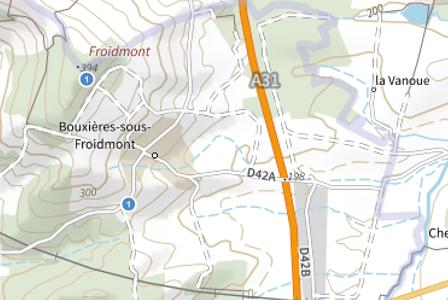 200
Froidmont
394
1
A31
la Vanoue
Bouxières-sous-
Froidmont
D42A
198
300
1
Che
D42B